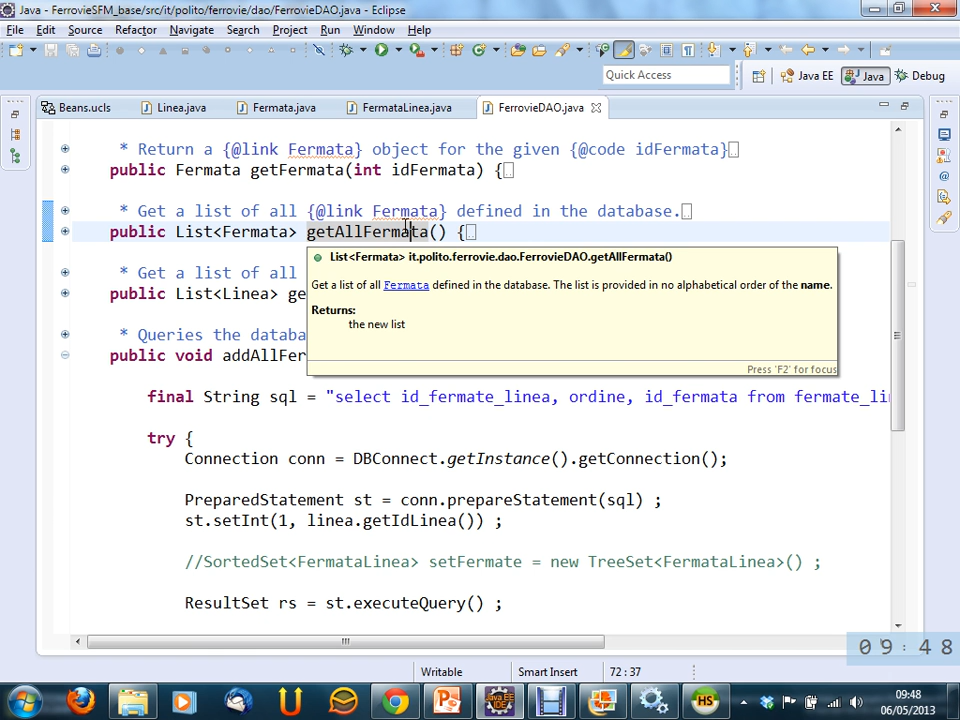 Java - FerrovieSFM_base/src/it/polito/ferrovie/dao/FerrovieDAO.java - Eclipse
File Edit Source Refactor Navigate Search Project Run Window Help
Quick Access
Java EE Java Debug
Beans.ucls Linea.java Fermata.java FermataLinea.java FerrovieDAO.java
* Return a {@link Fermata} object for the given {@code idFermata}
public Fermata getFermata(int idFermata) {
* Get a list of all {@link Fermata} defined in the database.
public List<Fermata> getAllFermata() {
List<Fermata> it.polito.ferrovie.dao.FerrovieDAO.getAllFermata()
* Get a list of all
Get a list of all Fermata defined in the database. The list is provided in no alphabetical order of the name.
public List<Linea> ge
Returns:
the new list
* Queries the databa
public void addAllFer
Press 'F2' for focus
final String sql = "select id_fermate_linea, ordine, id_fermata from fermate_li
try {
Connection conn = DBConnect.getInstance().getConnection();
PreparedStatement st = conn.prepareStatement(sql) ;
st.setInt(1, linea.getIdLinea()) ;
//SortedSet<FermataLinea> setFermate = new TreeSet<FermataLinea>() ;
ResultSet rs = st.executeQuery() ;
09:48
Writable Smart Insert 72 : 37
09:48
06/05/2013